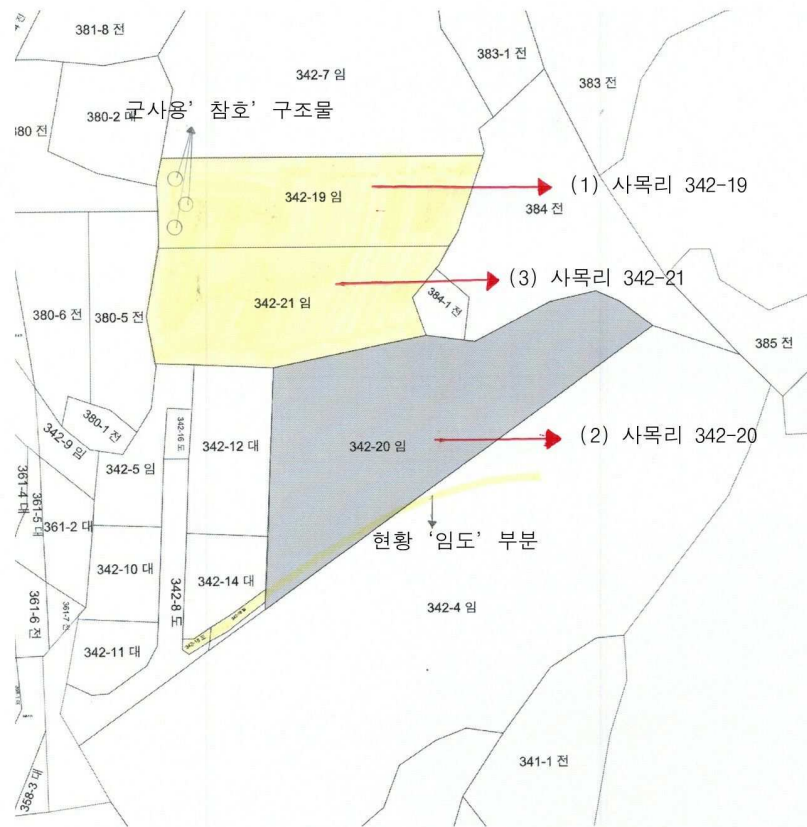 381-8 전
342-7 임
383-1 전
383 전
380-2 대
군사용’ 참호’ 구조물
380 전
342-19 임
(1) 사목리 342-19
384 전
(3) 사목리 342-21
342-21 임
384-1 전
380-6 전
380-5 전
385 전
380-1 전
342-9 임
342-16 도
342-12 대
342-20 임
(2) 사목리 342-20
342-5 임
361-4 대
361-5 대
361-2 대
현황 ‘임도’ 부분
342-10 대
342-8 도
342-14 대
361-6 전
361-7 전
342-4 임
342-11 대
341-1 전
358-3 대